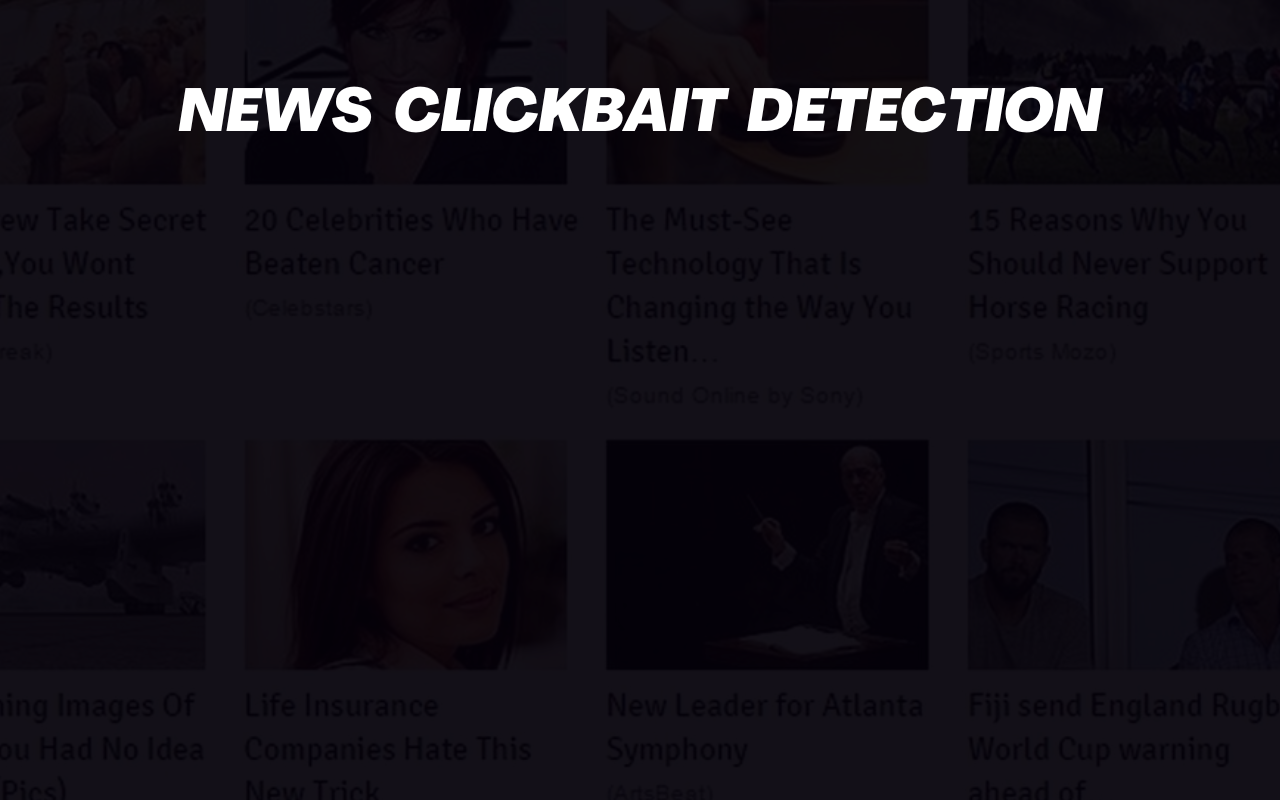 NEWS CLICKBAIT DETECTION
ew Take Secret
,You Wont
The Results
reak)
20 Celebrities Who Have
Beaten Cancer
(Celebstars)
The Must-See
Technology That Is
Changing the Way You
Listen...
(Sound Online by Sony)
15 Reasons Why You
Should Never Support
Horse Racing
(Sports Mozo)
ning Images Of
ou Had No Idea
Pics)
Life Insurance
Companies Hate This
New Trick
New Leader for Atlanta
Symphony
(ArtsBeat)
Fiji send England Rugb
World Cup warning
ahead of